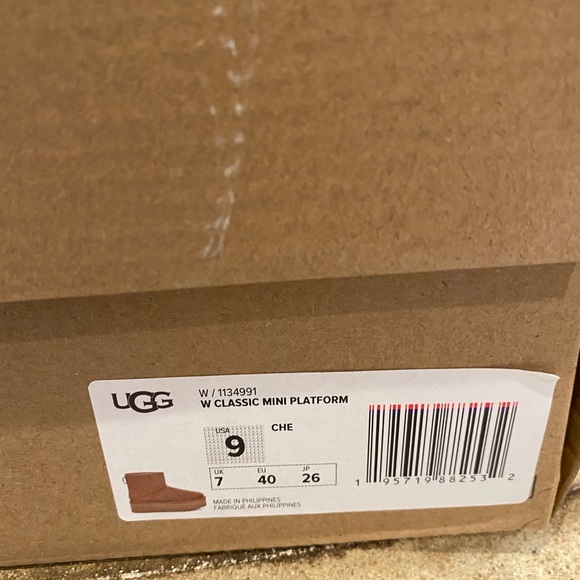 UGG
W / 1134991
W CLASSIC MINI PLATFORM
USA
9
CHE
UK EU JP
7 40 26
MADE IN PHILIPPINES
FABRIQUÉ AUX PHILIPPINES
1 95719 88253 2